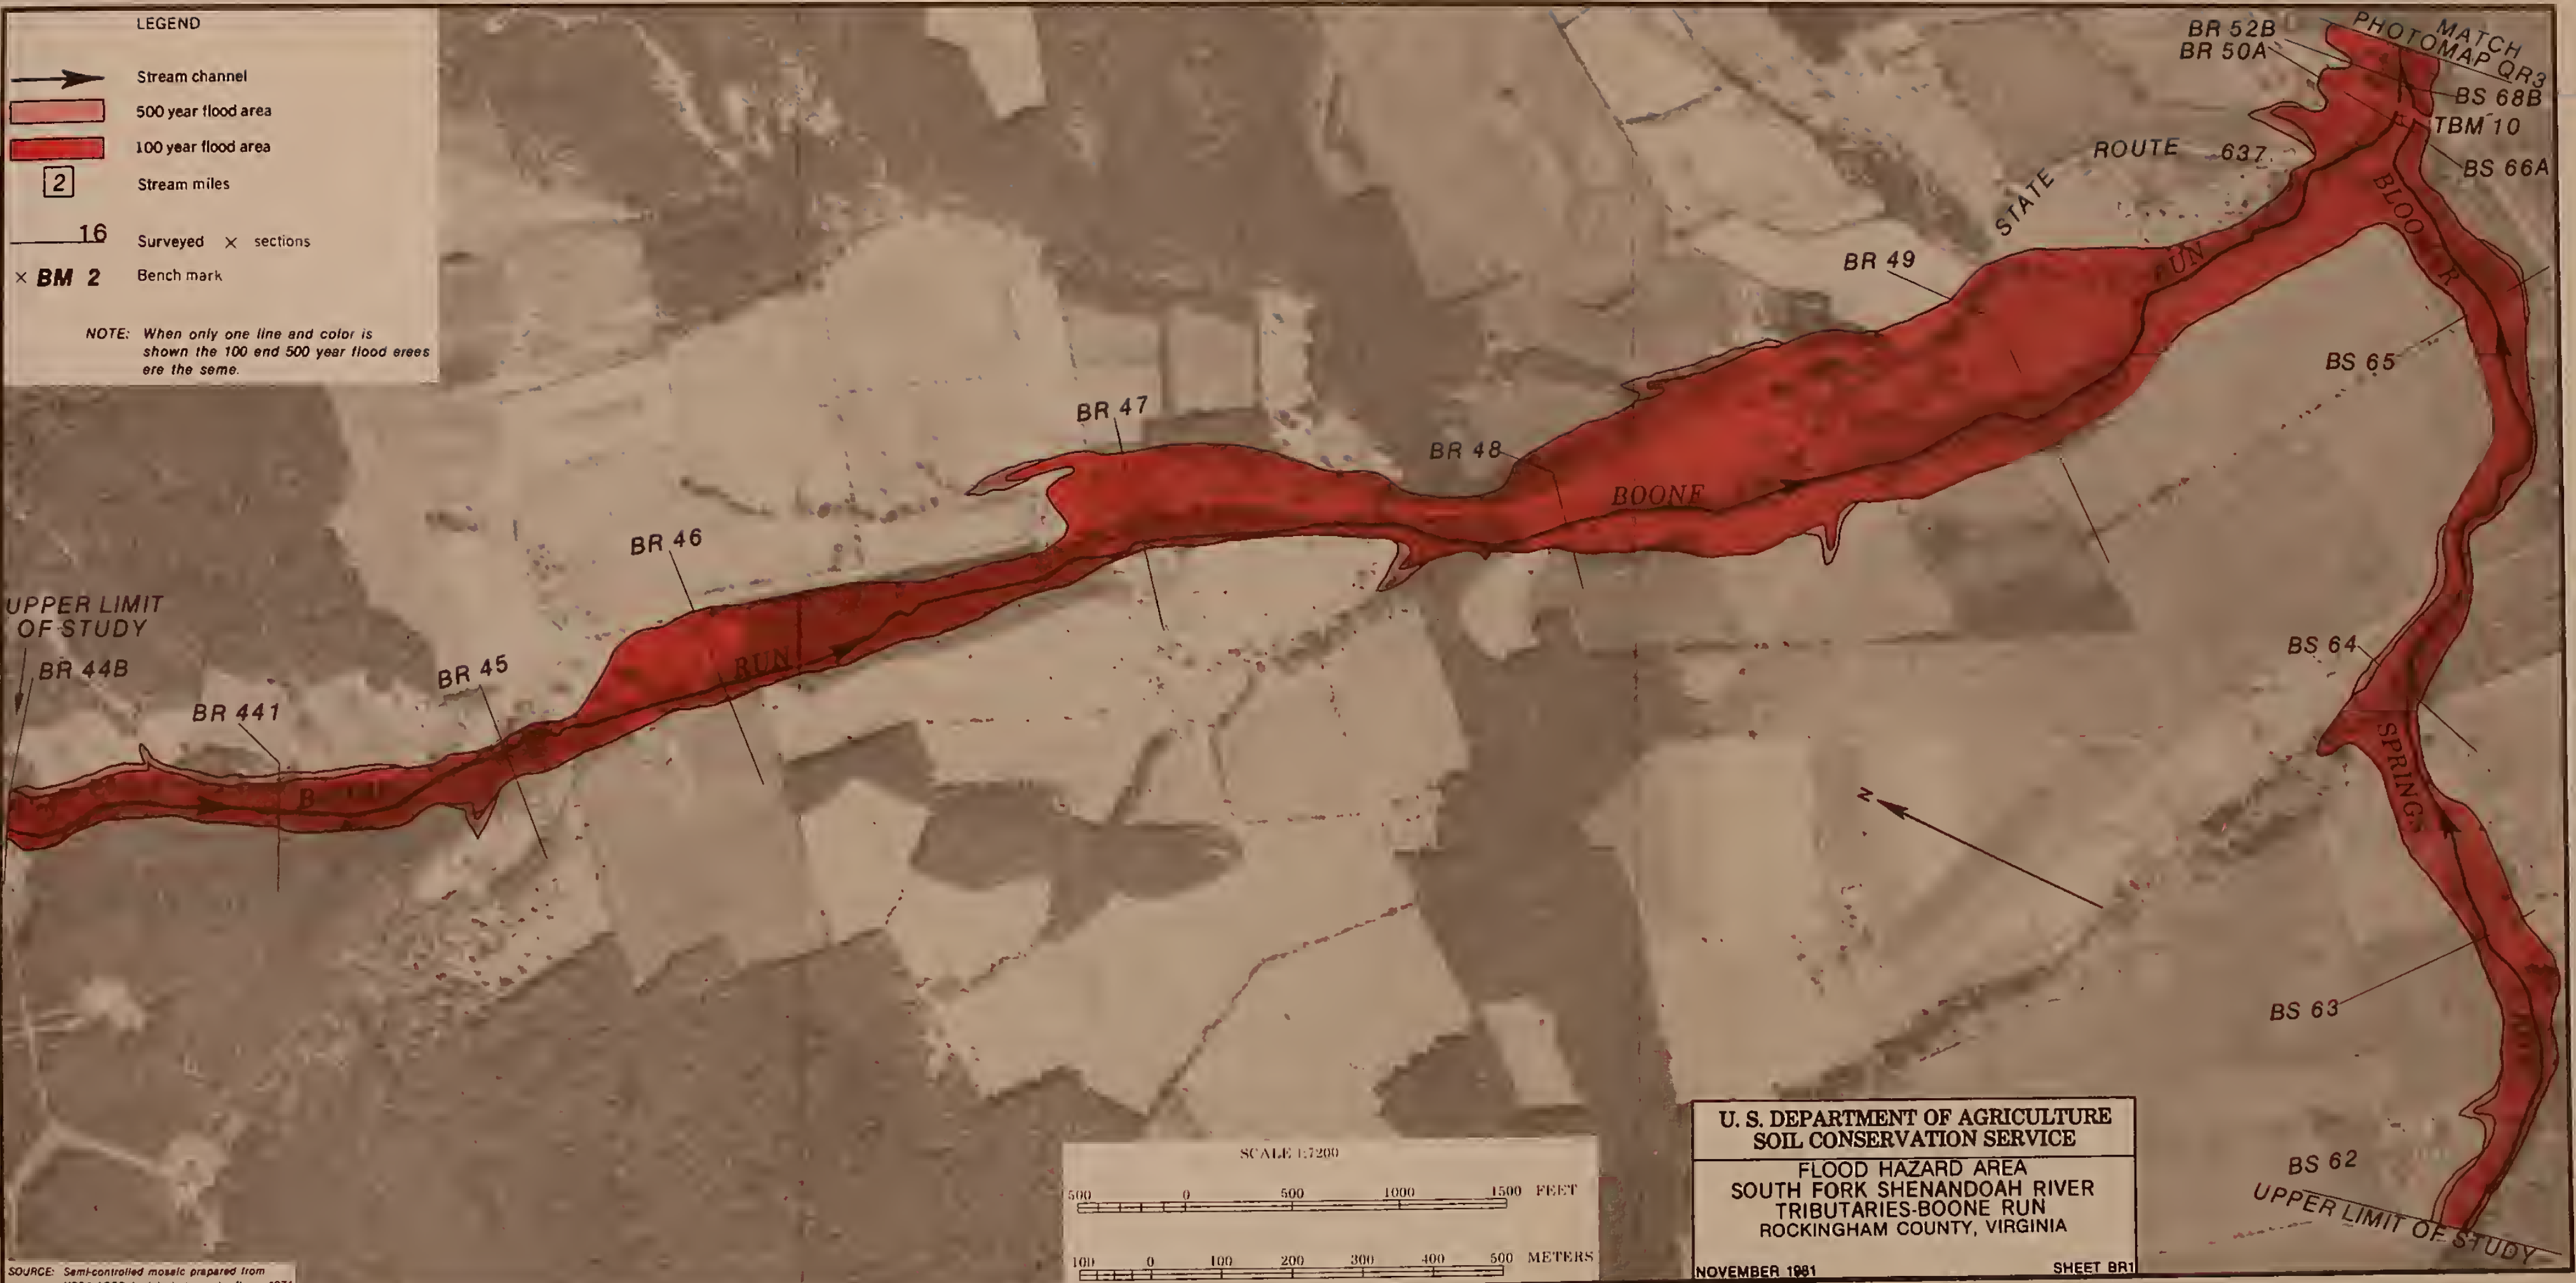 LEGEND
Stream channel
500 year flood area
100 year flood area
2
Stream miles
16
Surveyed × sections
× BM 2
Bench mark
NOTE: When only one line and color is
shown the 100 end 500 year flood erees
ere the seme.
BR 52B
BR 50A
MATCH
PHOTOMAP QR3
BS 68B
TBM 10
BS 66A
STATE ROUTE 637
BR 49
BS 65
BR 47
BR 48
BOONE
RUN
BR 46
UPPER LIMIT
OF STUDY
BR 44B
BR 45
BR 441
RUN
BS 64
SPRINGS
N
BS 63
BS 62
UPPER LIMIT OF STUDY
SCALE 1:7200
500 0 500 1000 1500 FEET
100 0 100 200 300 400 500 METERS
U. S. DEPARTMENT OF AGRICULTURE
SOIL CONSERVATION SERVICE
FLOOD HAZARD AREA
SOUTH FORK SHENANDOAH RIVER
TRIBUTARIES-BOONE RUN
ROCKINGHAM COUNTY, VIRGINIA
NOVEMBER 1981
SHEET BR1
SOURCE: Semi-controlled mosaic prepared from